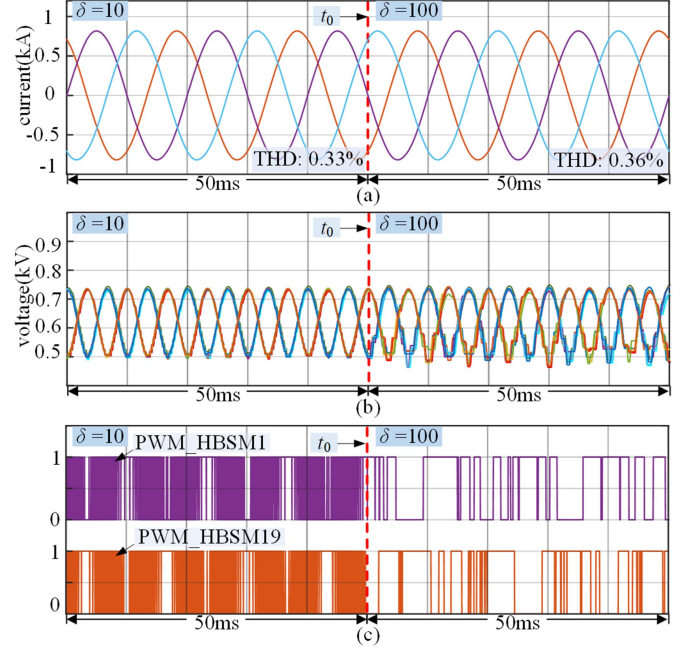 δ =10
t0
δ =100
current(kA)
1
0.5
0
-0.5
-1
THD: 0.33%
THD: 0.36%
50ms
50ms
(a)
δ =10
t0
δ =100
voltage(kV)
0.9
0.8
0.7
0.6
0.5
50ms
50ms
(b)
δ =10
PWM_HBSM1
t0
δ =100
1
0
PWM_HBSM19
1
0
50ms
50ms
(c)